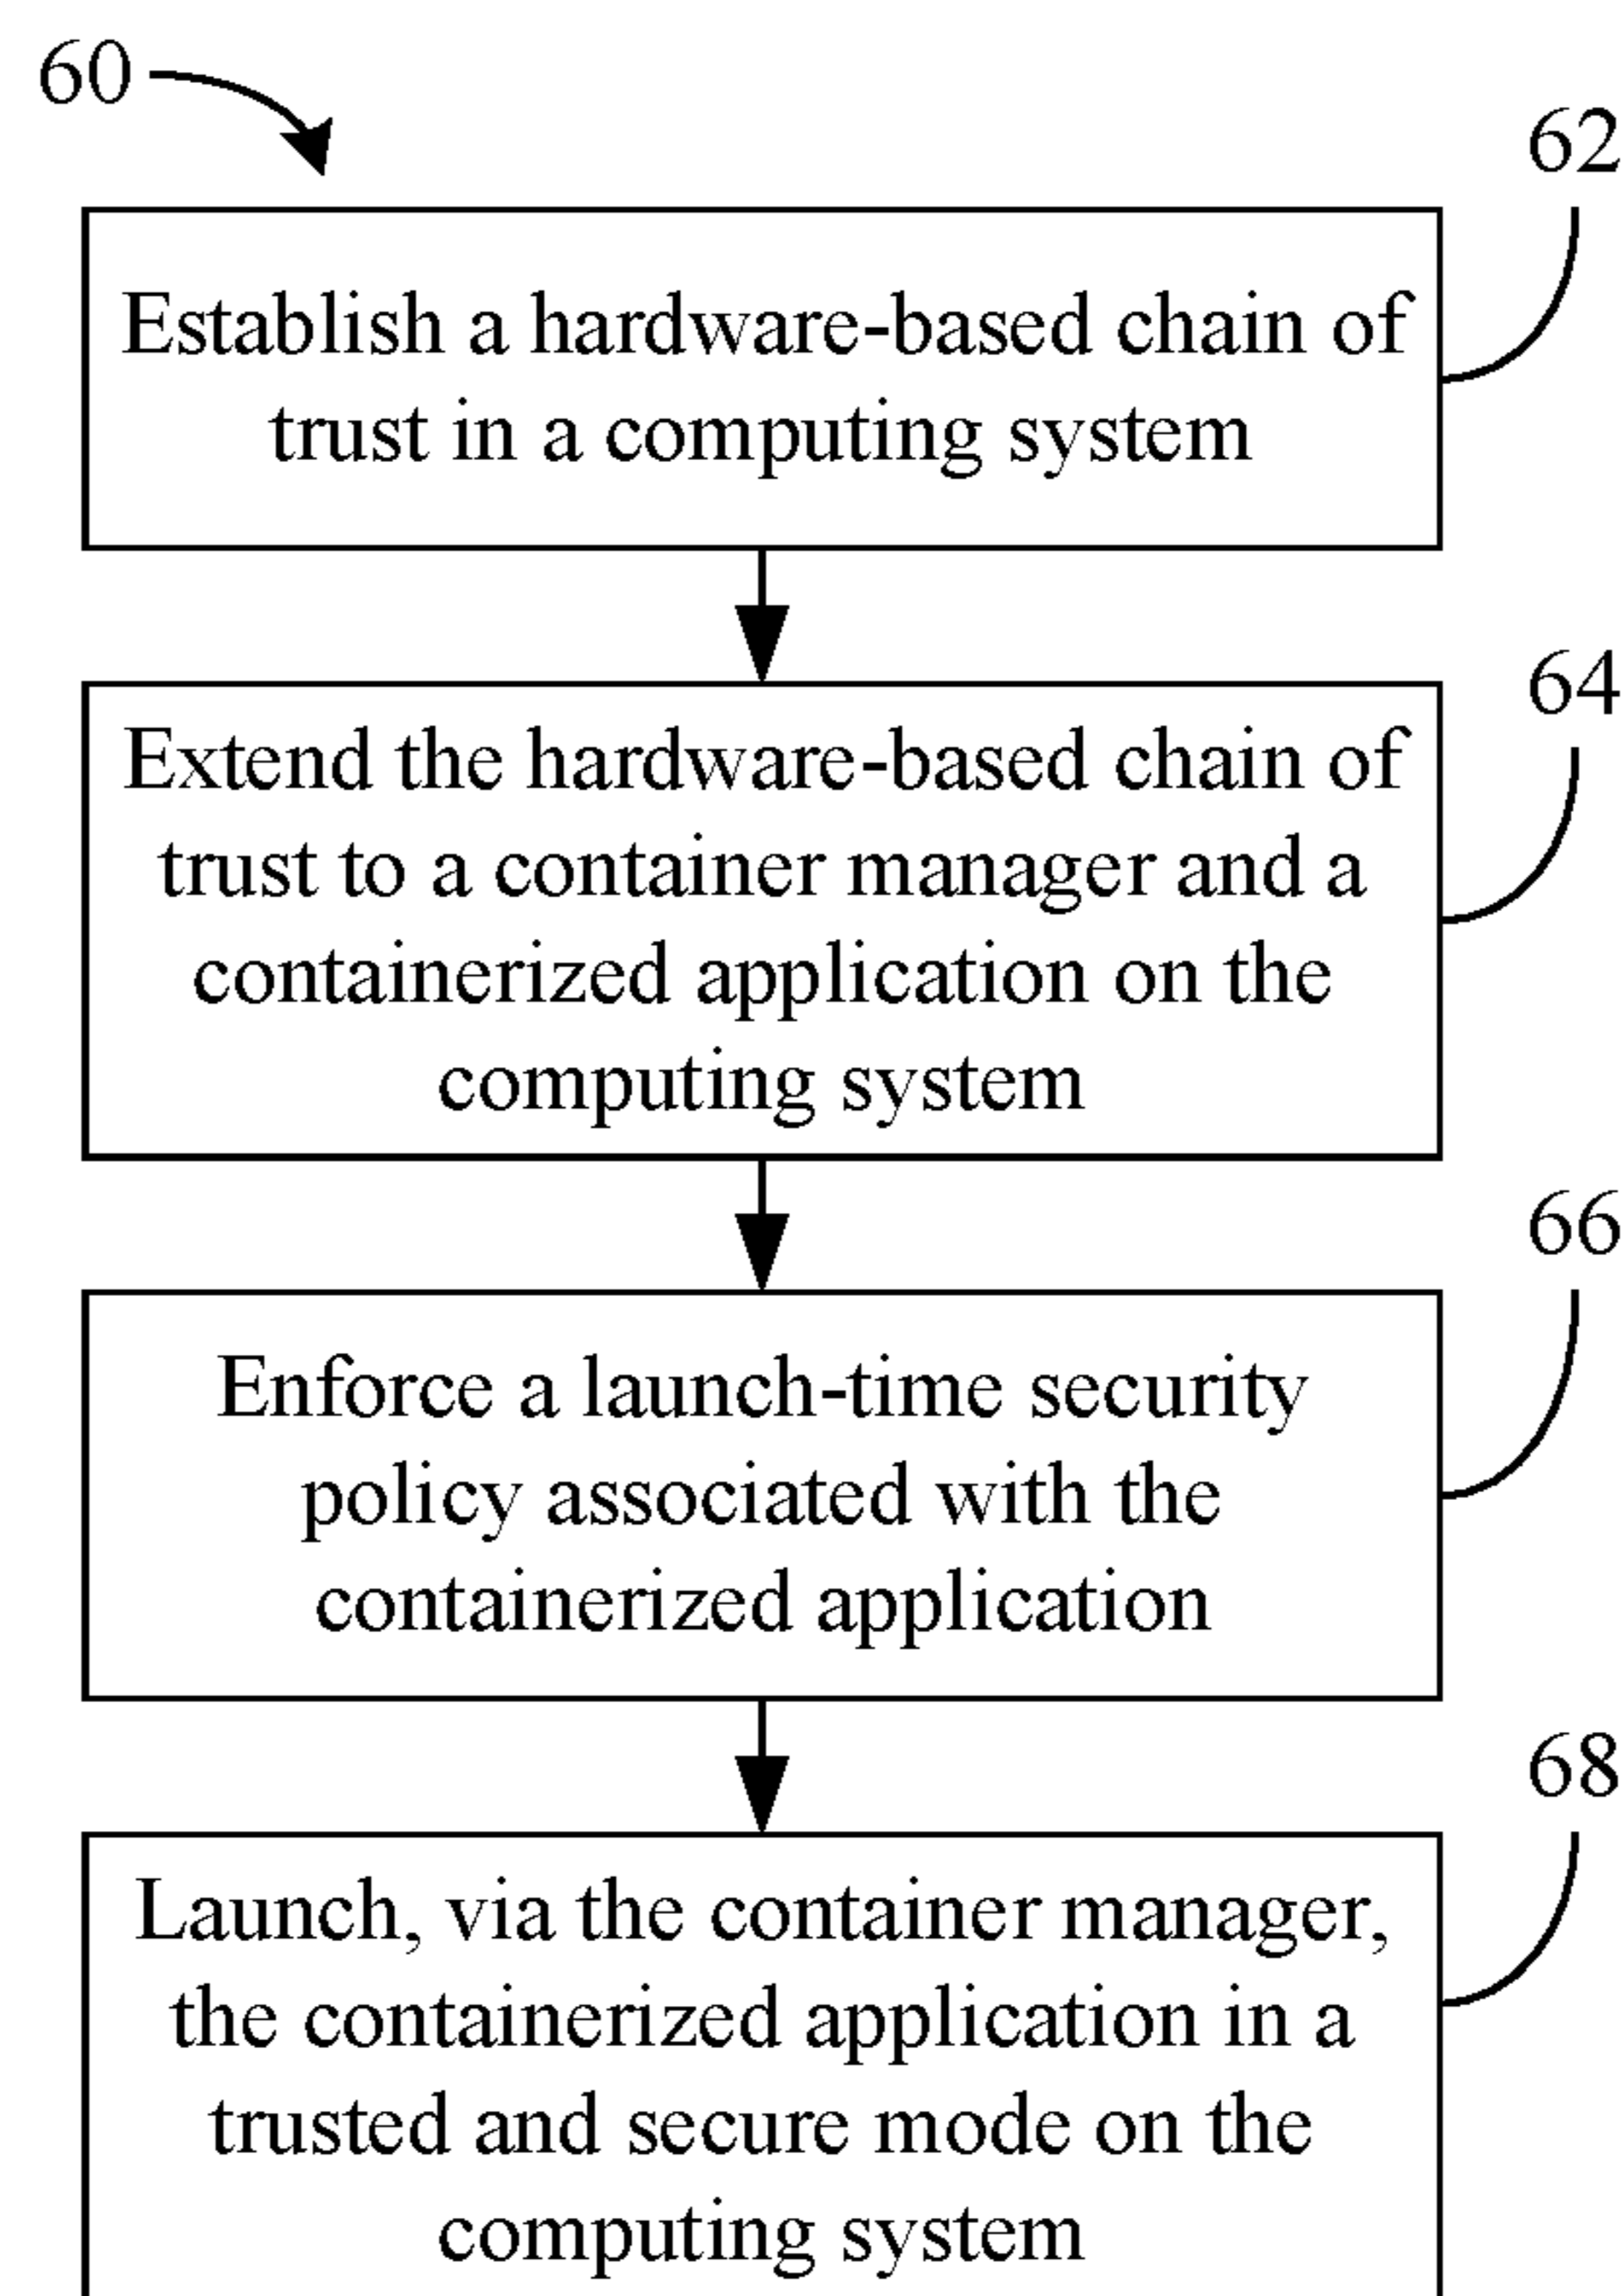 60
62
Establish a hardware-based chain of
trust in a computing system
64
Extend the hardware-based chain of
trust to a container manager and a
containerized application on the
computing system
66
Enforce a launch-time security
policy associated with the
containerized application
68
Launch, via the container manager,
the containerized application in a
trusted and secure mode on the
computing system